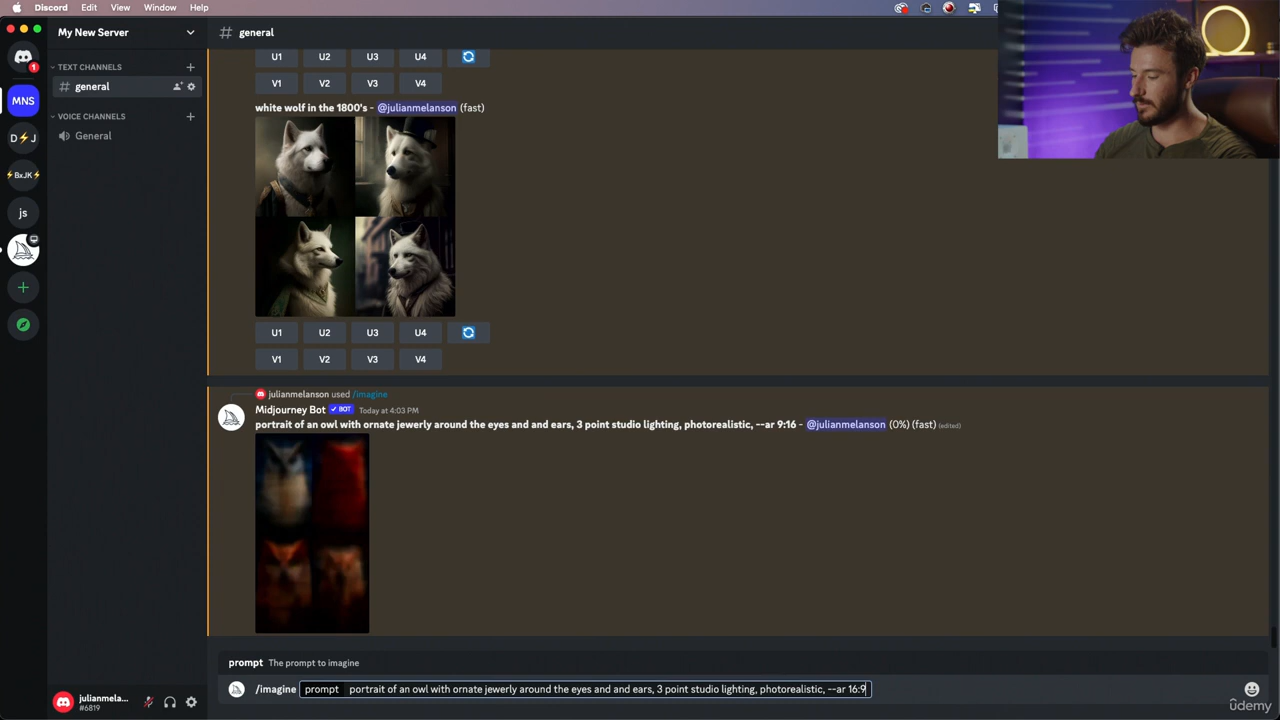 Discord Edit View Window Help
My New Server
# general
TEXT CHANNELS
general
VOICE CHANNELS
General
1
MNS
D⚡J
⚡BxJK⚡
js
U1 U2 U3 U4
V1 V2 V3 V4
white wolf in the 1800's - @julianmelanson (fast)
U1 U2 U3 U4
V1 V2 V3 V4
julianmelanson used /imagine
Midjourney Bot ✓ BOT Today at 4:03 PM
portrait of an owl with ornate jewerly around the eyes and and ears, 3 point studio lighting, photorealistic, --ar 9:16 - @julianmelanson (0%) (fast) (edited)
prompt The prompt to imagine
/imagine prompt portrait of an owl with ornate jewerly around the eyes and and ears, 3 point studio lighting, photorealistic, --ar 16:9
julianmela...
#6819
ûdemy